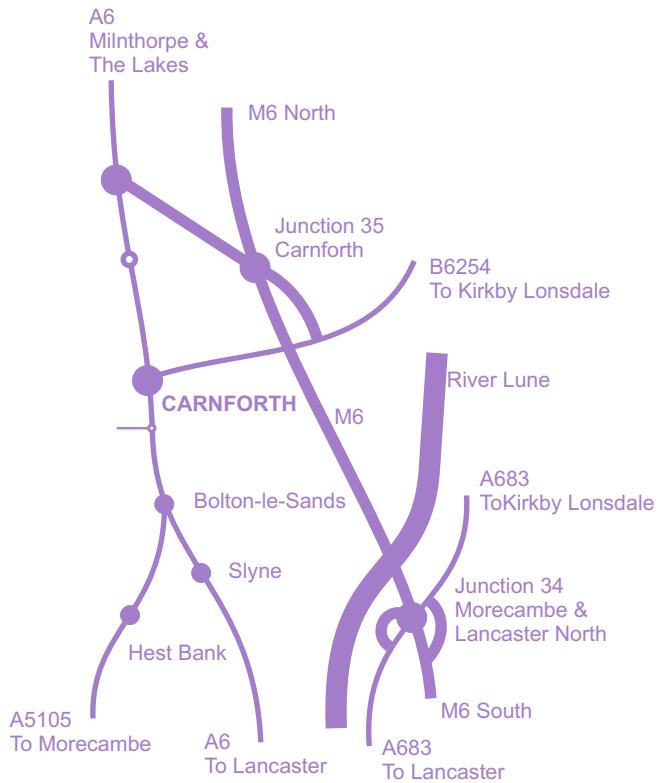 A6
Milnthorpe &
The Lakes
M6 North
Junction 35
Carnforth
B6254
To Kirkby Lonsdale
River Lune
CARNFORTH
M6
A683
ToKirkby Lonsdale
Bolton-le-Sands
Slyne
Junction 34
Morecambe &
Lancaster North
Hest Bank
M6 South
A5105
To Morecambe
A6
To Lancaster
A683
To Lancaster